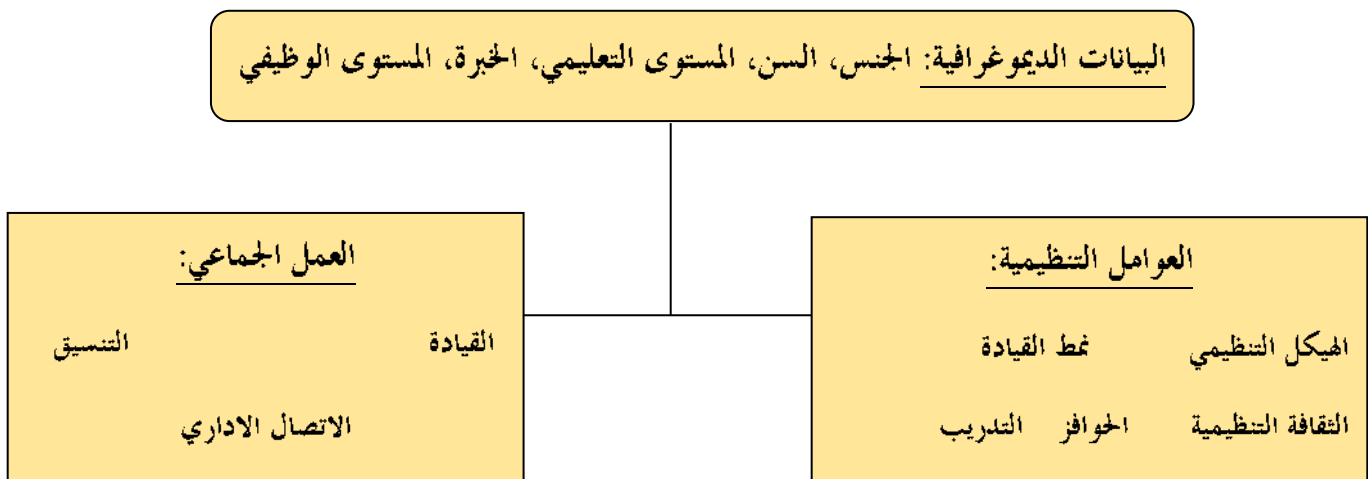 البيانات الديموغرافية: الجنس، السن، المستوى التعليمي، الخبرة، المستوى الوظيفي
العوامل التنظيمية:
الهيكل التنظيمي نمط القيادة
الثقافة التنظيمية الحوافز التدريب
العمل الجماعي:
القيادة التنسيق
الاتصال الاداري